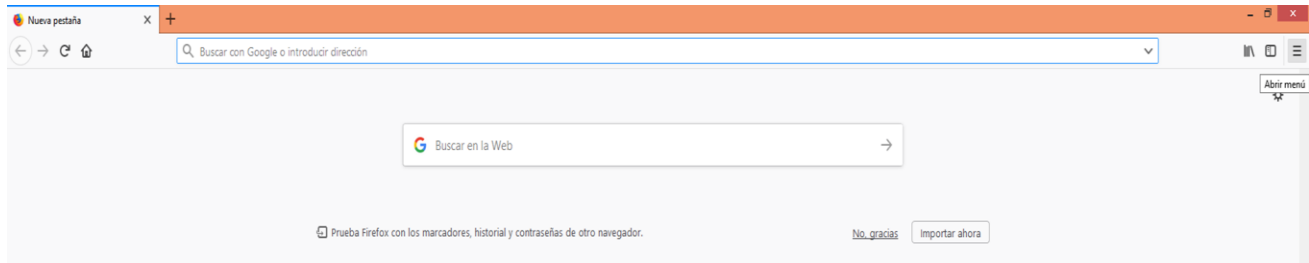 Nueva pestaña
Buscar con Google o introducir dirección
Abrir menú
Buscar en la Web
Prueba Firefox con los marcadores, historial y contraseñas de otro navegador. No, gracias Importar ahora